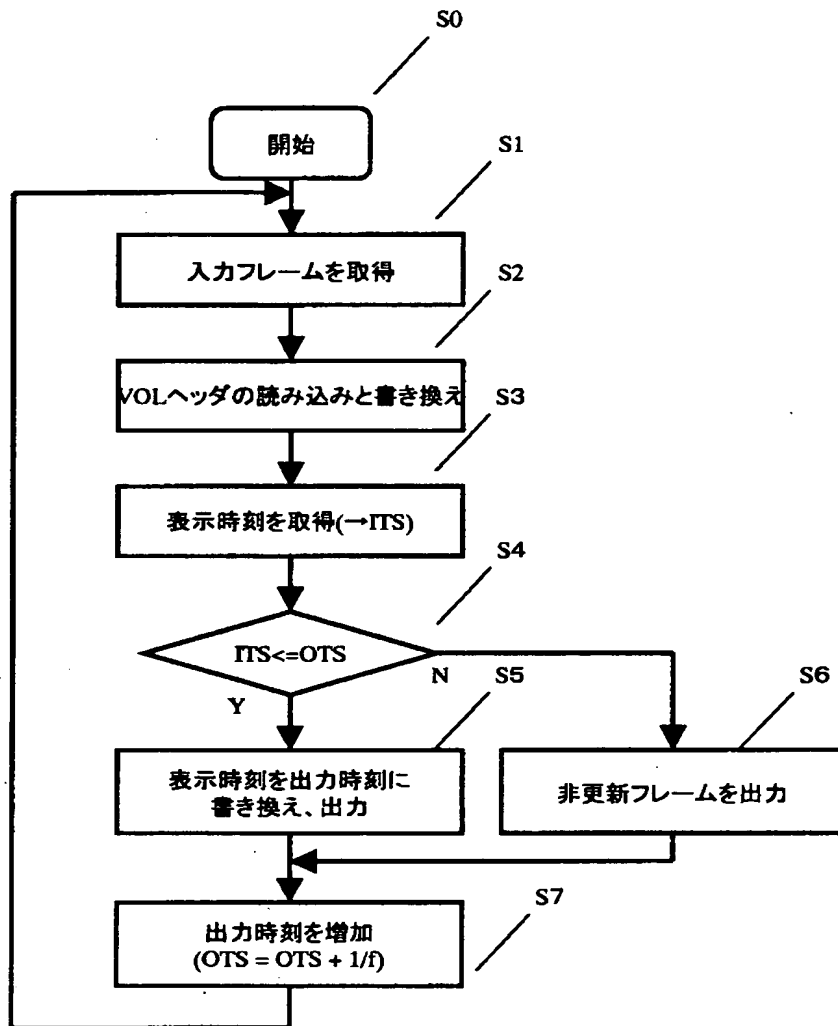 S0
開始
S1
入力フレームを取得
S2
VOLヘッダの読み込みと書き換え
S3
表示時刻を取得(→ITS)
S4
ITS<=OTS
N
Y
S5
表示時刻を出力時刻に
書き換え、出力
S6
非更新フレームを出力
S7
出力時刻を増加
(OTS = OTS + 1/f)